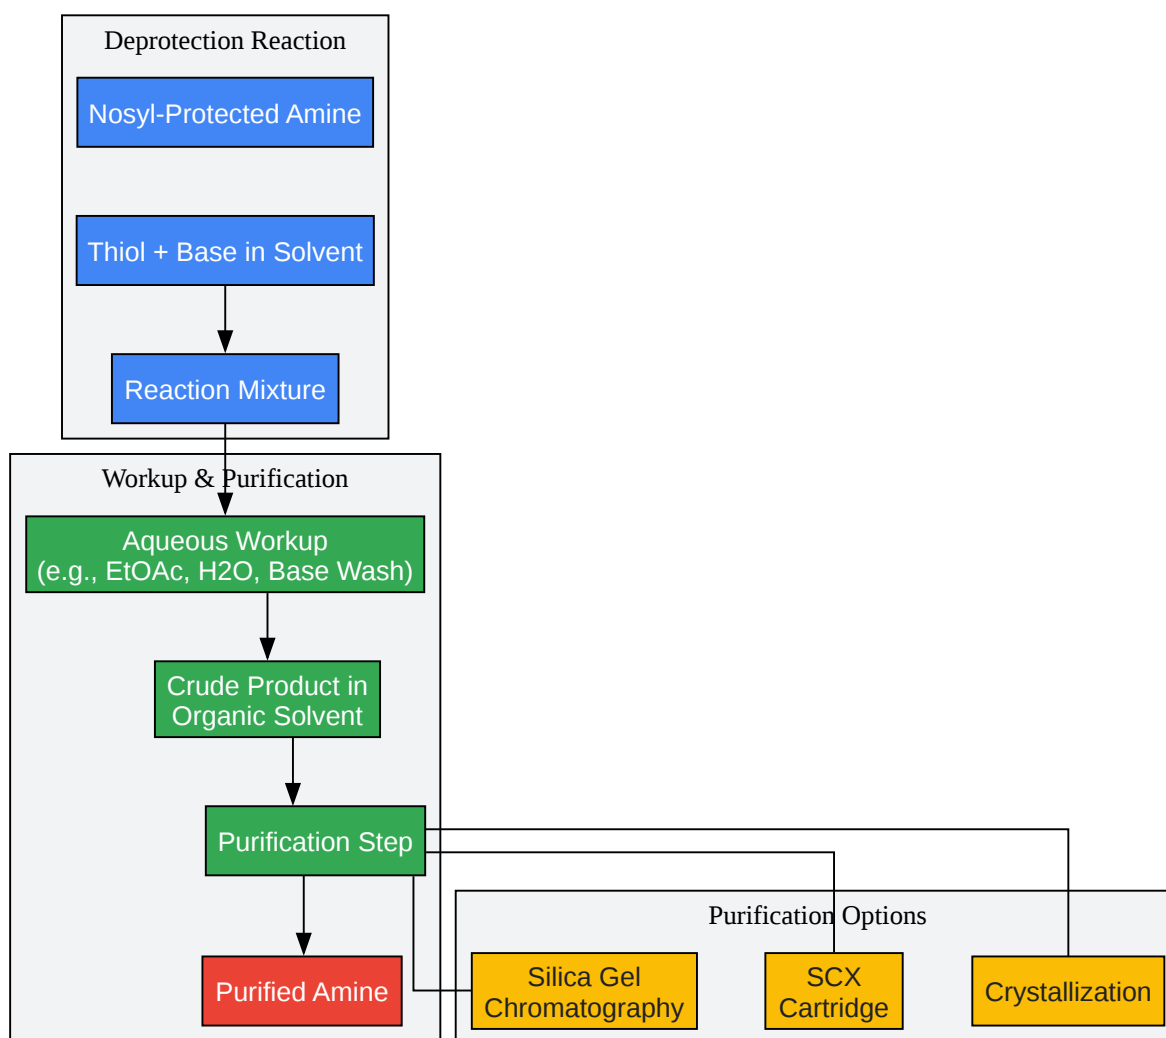 Deprotection Reaction
Nosyl-Protected Amine
Thiol + Base in Solvent
Reaction Mixture
Workup & Purification
Aqueous Workup
(e.g., EtOAc, H2O, Base Wash)
Crude Product in
Organic Solvent
Purification Step
Purified Amine
Purification Options
Silica Gel
Chromatography
SCX
Cartridge
Crystallization